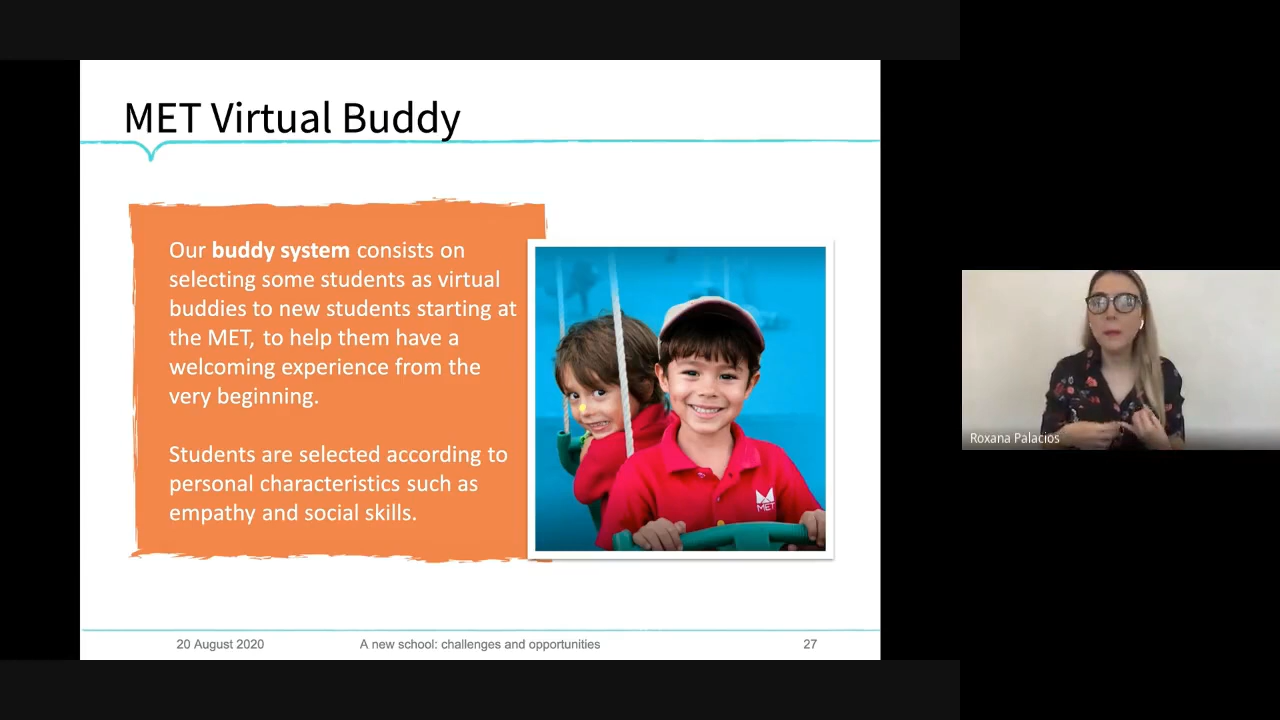 MET Virtual Buddy
Our buddy system consists on
selecting some students as virtual
buddies to new students starting at
the MET, to help them have a
welcoming experience from the
very beginning.
Students are selected according to
personal characteristics such as
empathy and social skills.
MET
Roxana Palacios
20 August 2020
A new school: challenges and opportunities
27